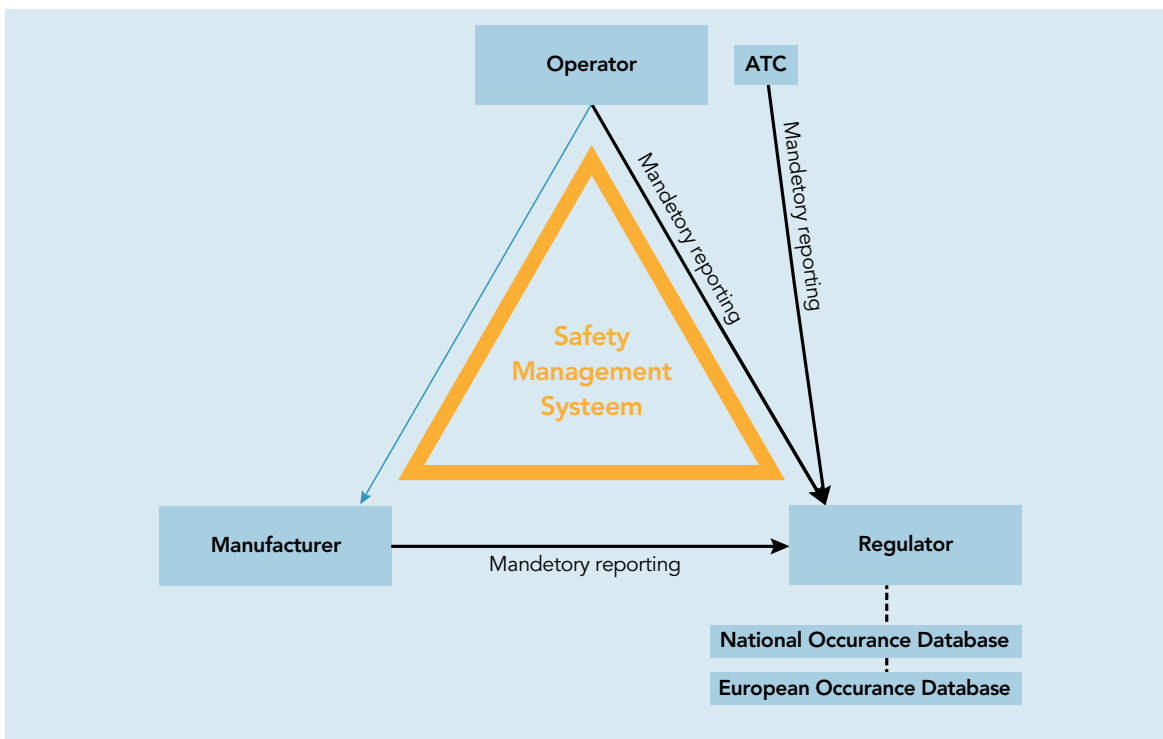 Operator
ATC
Mandetory reporting
Mandetory reporting
Safety
Management
Systeem
Manufacturer
Mandetory reporting
Regulator
National Occurance Database
European Occurance Database